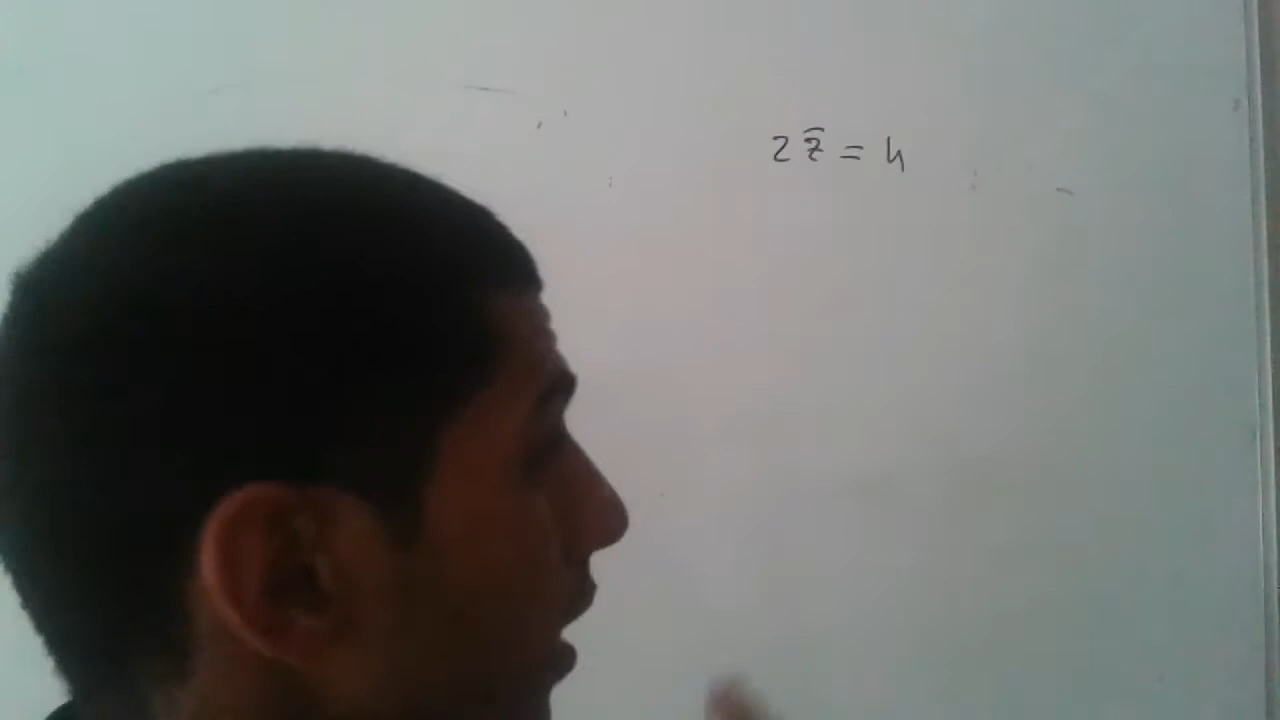 2 z̄ = 4